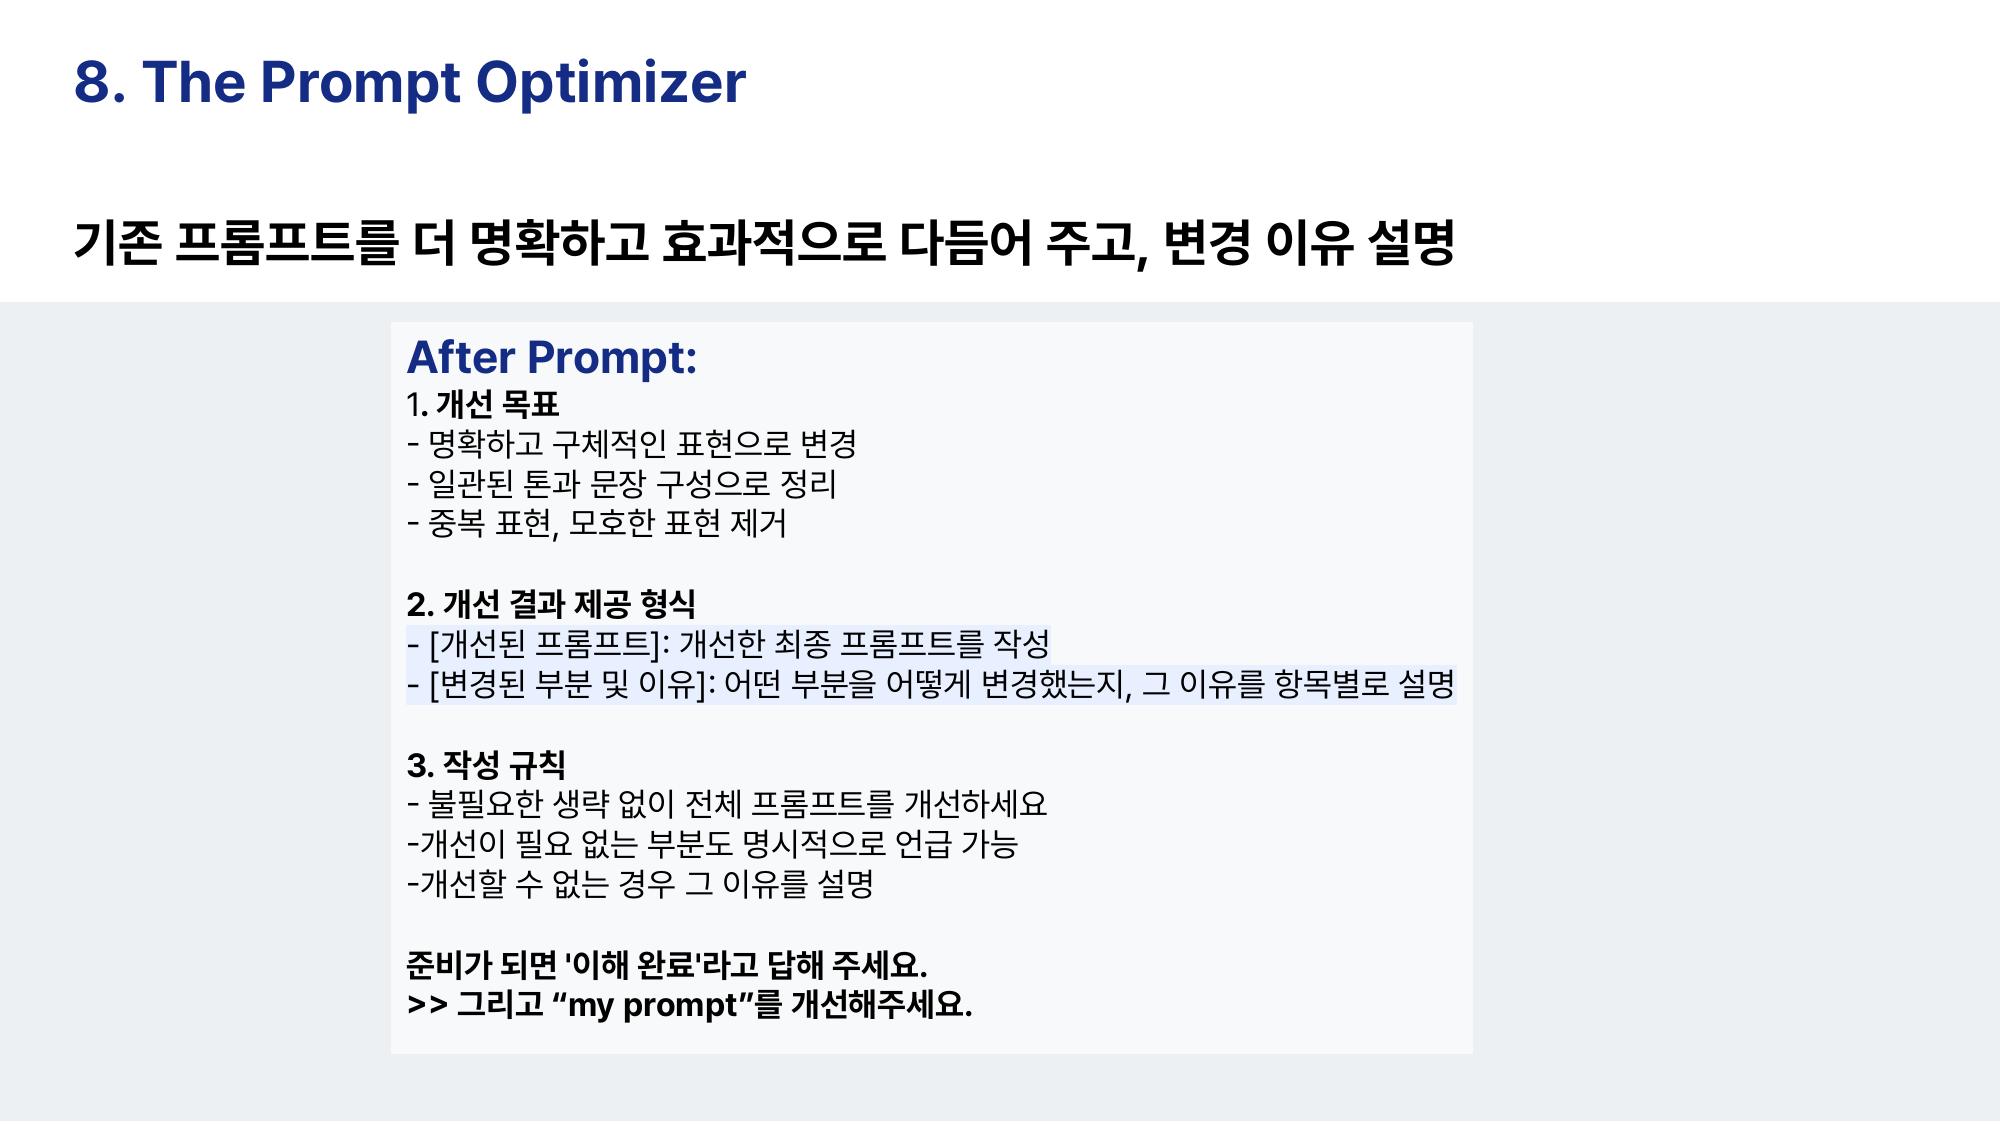 8. The Prompt Optimizer
기존 프롬프트를 더 명확하고 효과적으로 다듬어 주고, 변경 이유 설명
After Prompt:
1. 개선 목표
- 명확하고 구체적인 표현으로 변경
- 일관된 톤과 문장 구성으로 정리
- 중복 표현, 모호한 표현 제거
2. 개선 결과 제공 형식
- [개선된 프롬프트]: 개선한 최종 프롬프트를 작성
- [변경된 부분 및 이유]: 어떤 부분을 어떻게 변경했는지, 그 이유를 항목별로 설명
3. 작성 규칙
- 불필요한 생략 없이 전체 프롬프트를 개선하세요
-개선이 필요 없는 부분도 명시적으로 언급 가능
-개선할 수 없는 경우 그 이유를 설명
준비가 되면 '이해 완료'라고 답해 주세요.
>> 그리고 “my prompt”를 개선해주세요.